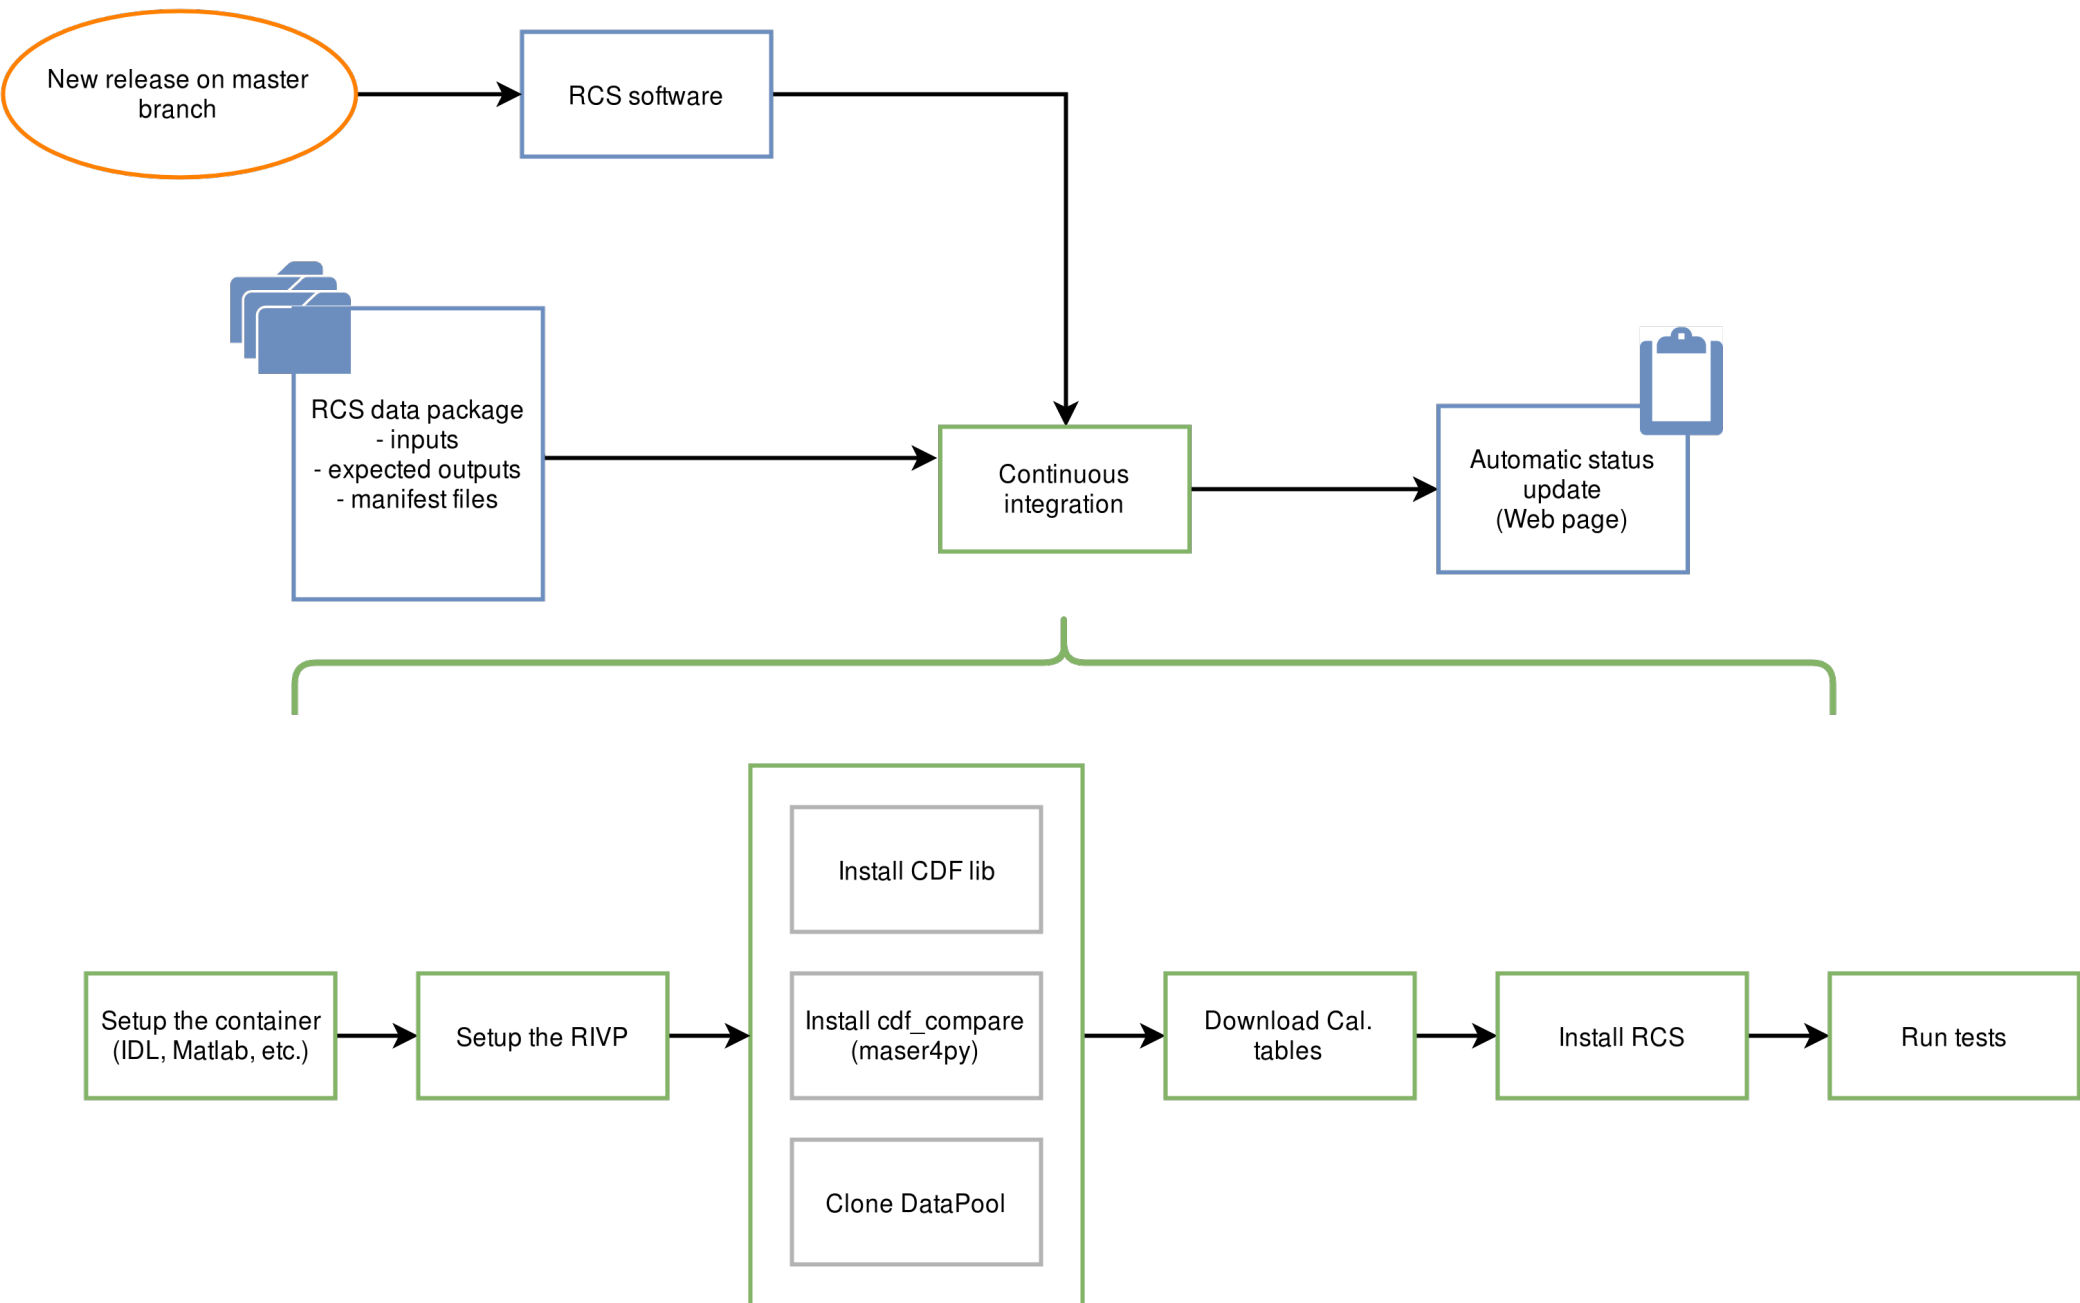 New release on master
branch
RCS software
RCS data package
- inputs
- expected outputs
- manifest files
Continuous
integration
Automatic status
update
(Web page)
Setup the container
(IDL, Matlab, etc.)
Setup the RIVP
Install CDF lib
Install cdf_compare
(maser4py)
Clone DataPool
Download Cal.
tables
Install RCS
Run tests